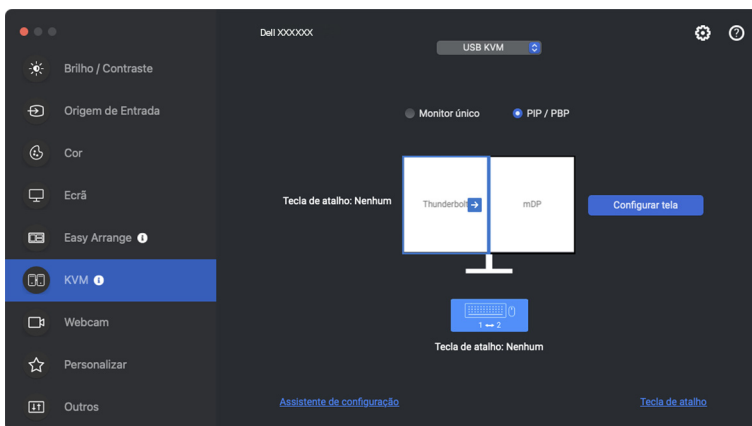 Dell XXXXXX
USB KVM
Brilho / Contraste
Origem de Entrada
Cor
Ecrã
Easy Arrange
KVM
Webcam
Personalizar
Outros
Monitor único
PIP / PBP
Tecla de atalho: Nenhum
Thunderbolt
mDP
Configurar tela
1 ↔ 2
Tecla de atalho: Nenhum
Assistente de configuração
Tecla de atalho